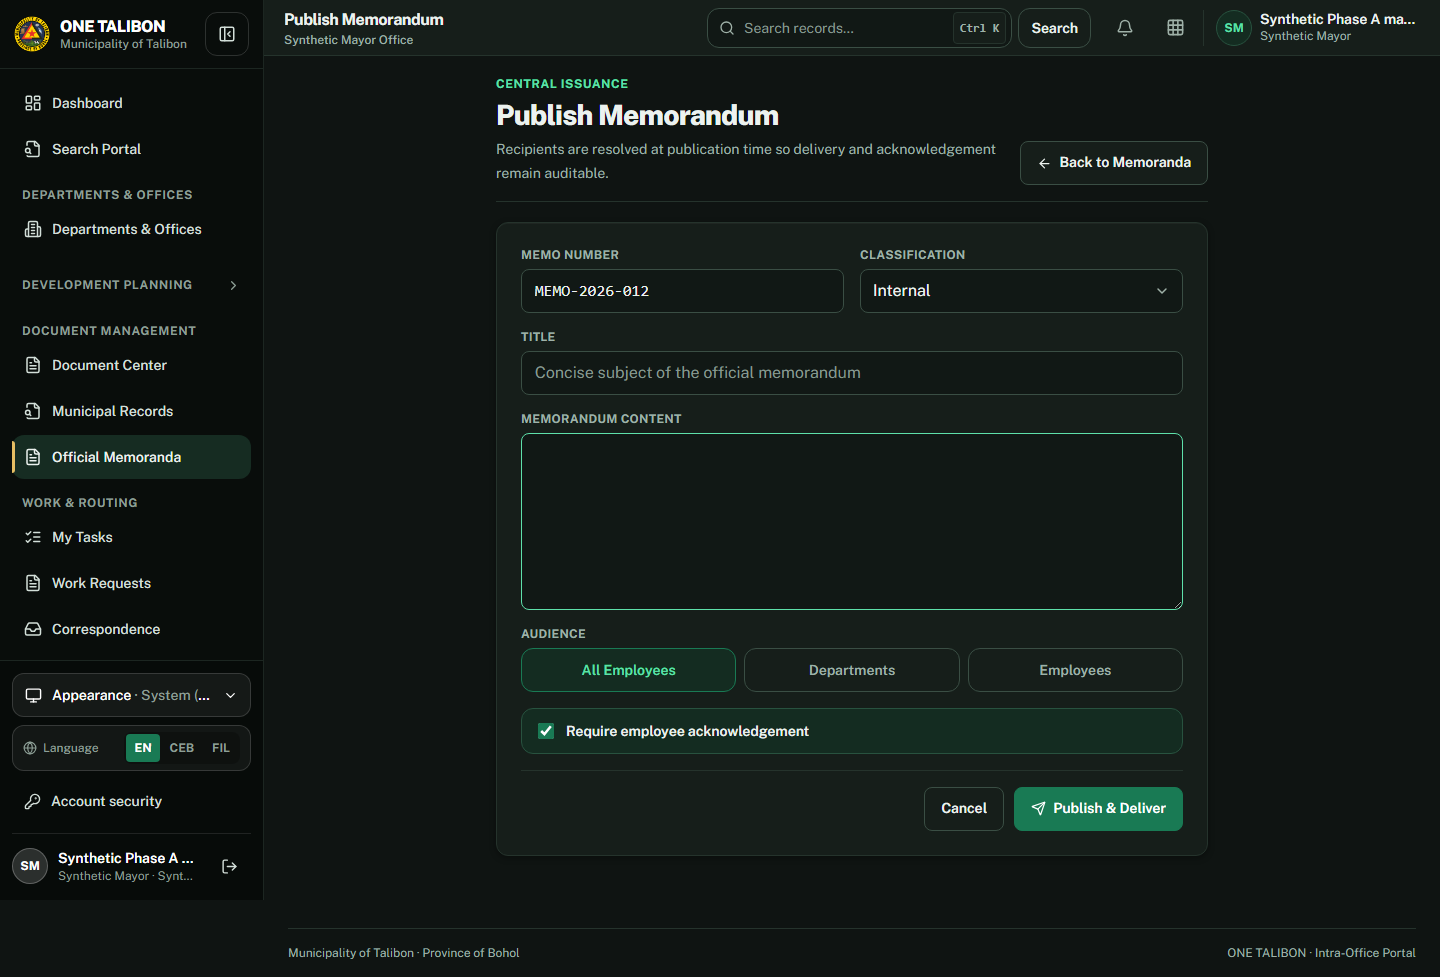 ONE TALIBON
Municipality of Talibon
Publish Memorandum
Synthetic Mayor Office
Search records...
Ctrl K
Search
SM
Synthetic Phase A ma...
Synthetic Mayor
Dashboard
Search Portal
DEPARTMENTS & OFFICES
Departments & Offices
DEVELOPMENT PLANNING
DOCUMENT MANAGEMENT
Document Center
Municipal Records
Official Memoranda
WORK & ROUTING
My Tasks
Work Requests
Correspondence
Appearance · System (...
Language
EN
CEB
FIL
Account security
SM
Synthetic Phase A ...
Synthetic Mayor · Synt...
CENTRAL ISSUANCE
Publish Memorandum
Recipients are resolved at publication time so delivery and acknowledgement
remain auditable.
Back to Memoranda
MEMO NUMBER
CLASSIFICATION
MEMO-2026-012
Internal
TITLE
Concise subject of the official memorandum
MEMORANDUM CONTENT
AUDIENCE
All Employees
Departments
Employees
Require employee acknowledgement
Cancel
Publish & Deliver
Municipality of Talibon · Province of Bohol
ONE TALIBON · Intra-Office Portal